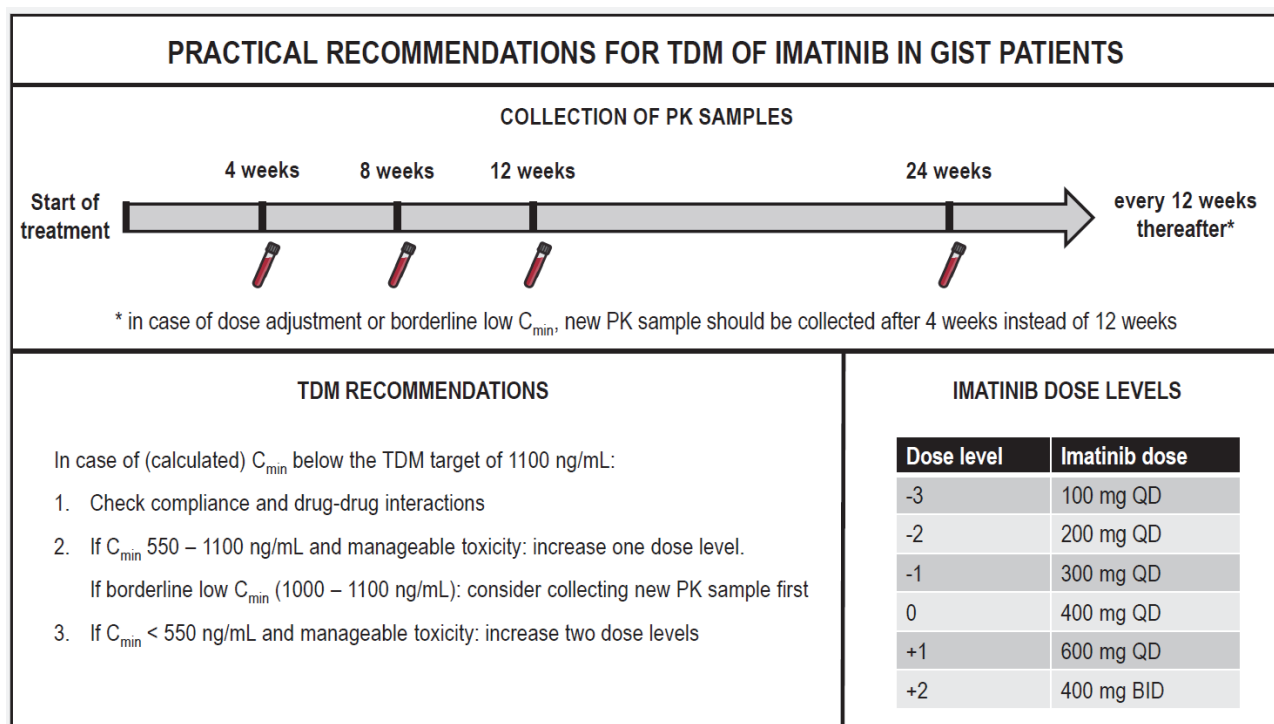 PRACTICAL RECOMMENDATIONS FOR TDM OF IMATINIB IN GIST PATIENTS
COLLECTION OF PK SAMPLES
Start of
treatment
4 weeks
8 weeks
12 weeks
24 weeks
every 12 weeks
thereafter*
* in case of dose adjustment or borderline low Cmin, new PK sample should be collected after 4 weeks instead of 12 weeks
TDM RECOMMENDATIONS
In case of (calculated) Cmin below the TDM target of 1100 ng/mL:
1. Check compliance and drug-drug interactions
2. If Cmin 550 – 1100 ng/mL and manageable toxicity: increase one dose level.
If borderline low Cmin (1000 – 1100 ng/mL): consider collecting new PK sample first
3. If Cmin < 550 ng/mL and manageable toxicity: increase two dose levels
IMATINIB DOSE LEVELS
Dose level Imatinib dose
-3 100 mg QD
-2 200 mg QD
-1 300 mg QD
0 400 mg QD
+1 600 mg QD
+2 400 mg BID